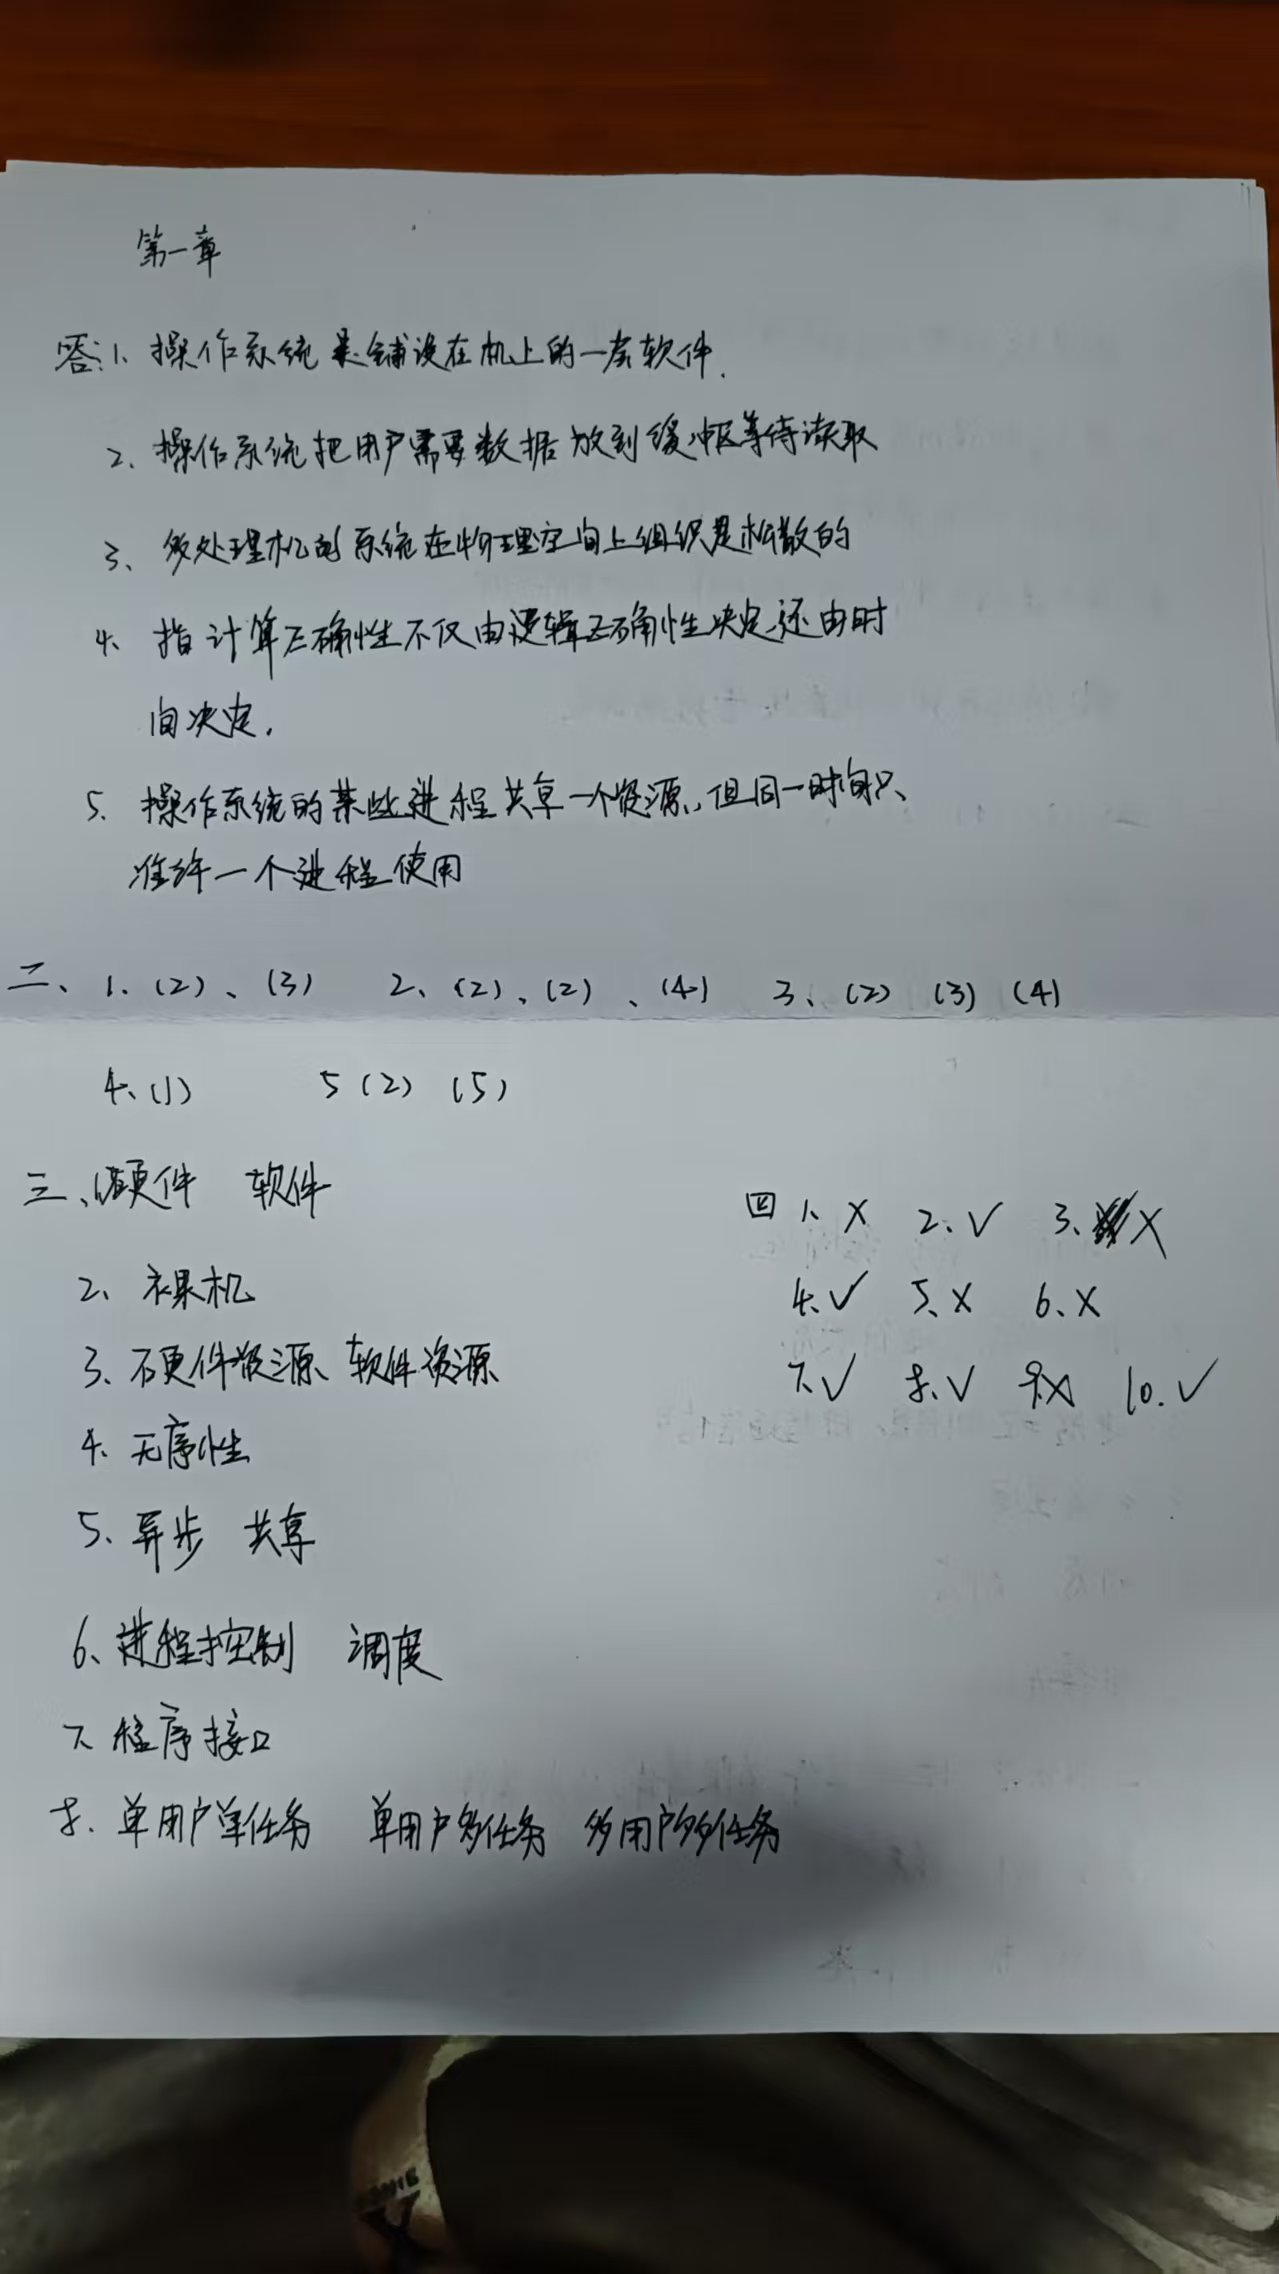 第一章
答:1、操作系统是铺设在机上的一层软件.
2、操作系统把用户需要数据放到缓冲区等待读取
3、多处理机的系统在物理空间上组织是松散的
4、指计算正确性不仅由逻辑正确性决定,还由时
间决定.
5、操作系统的某些进程共享一个资源,但同一时间只
准许一个进程使用
二、1、(2)、(3) 2、(2)、(2)、(4) 3、(2) (3) (4)
4、(1) 5 (2) (5)
三、1硬件 软件
2、裸机
3、硬件资源、软件资源
4、无序性
5、异步 共享
6、进程控制 调度
7、程序接口
8、单用户单任务 单用户多任务 多用户多任务
四 1、× 2、√ 3、×
4、√ 5、× 6、×
7、√ 8、√ 9× 10.√